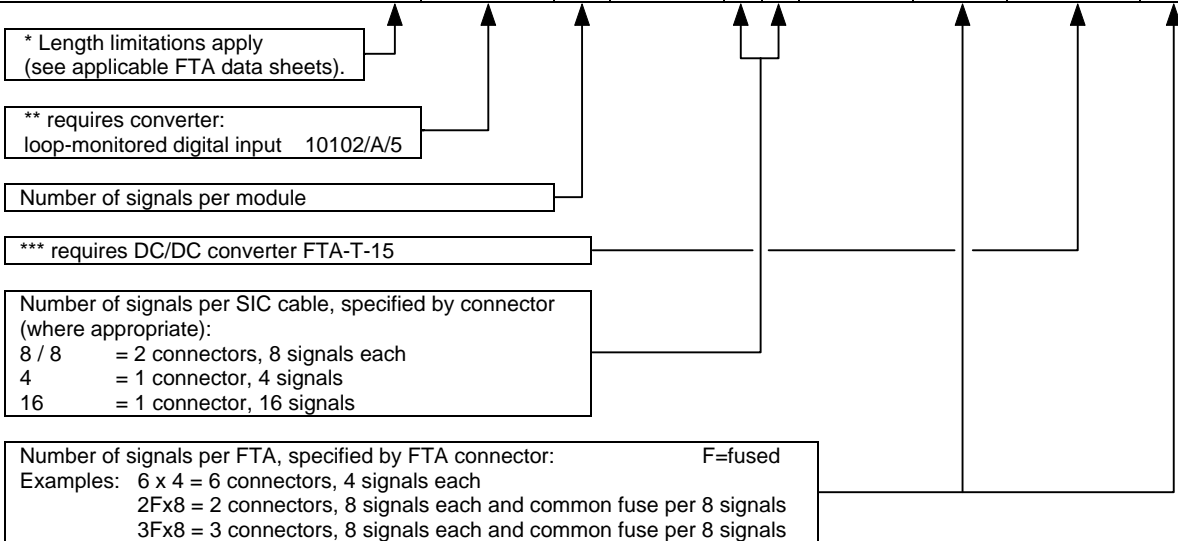 * Length limitations apply
(see applicable FTA data sheets).
** requires converter:
loop-monitored digital input 10102/A/5
Number of signals per module
*** requires DC/DC converter FTA-T-15
Number of signals per SIC cable, specified by connector
(where appropriate):
8 / 8 = 2 connectors, 8 signals each
4 = 1 connector, 4 signals
16 = 1 connector, 16 signals
Number of signals per FTA, specified by FTA connector: F=fused
Examples: 6 x 4 = 6 connectors, 4 signals each
2Fx8 = 2 connectors, 8 signals each and common fuse per 8 signals
3Fx8 = 3 connectors, 8 signals each and common fuse per 8 signals